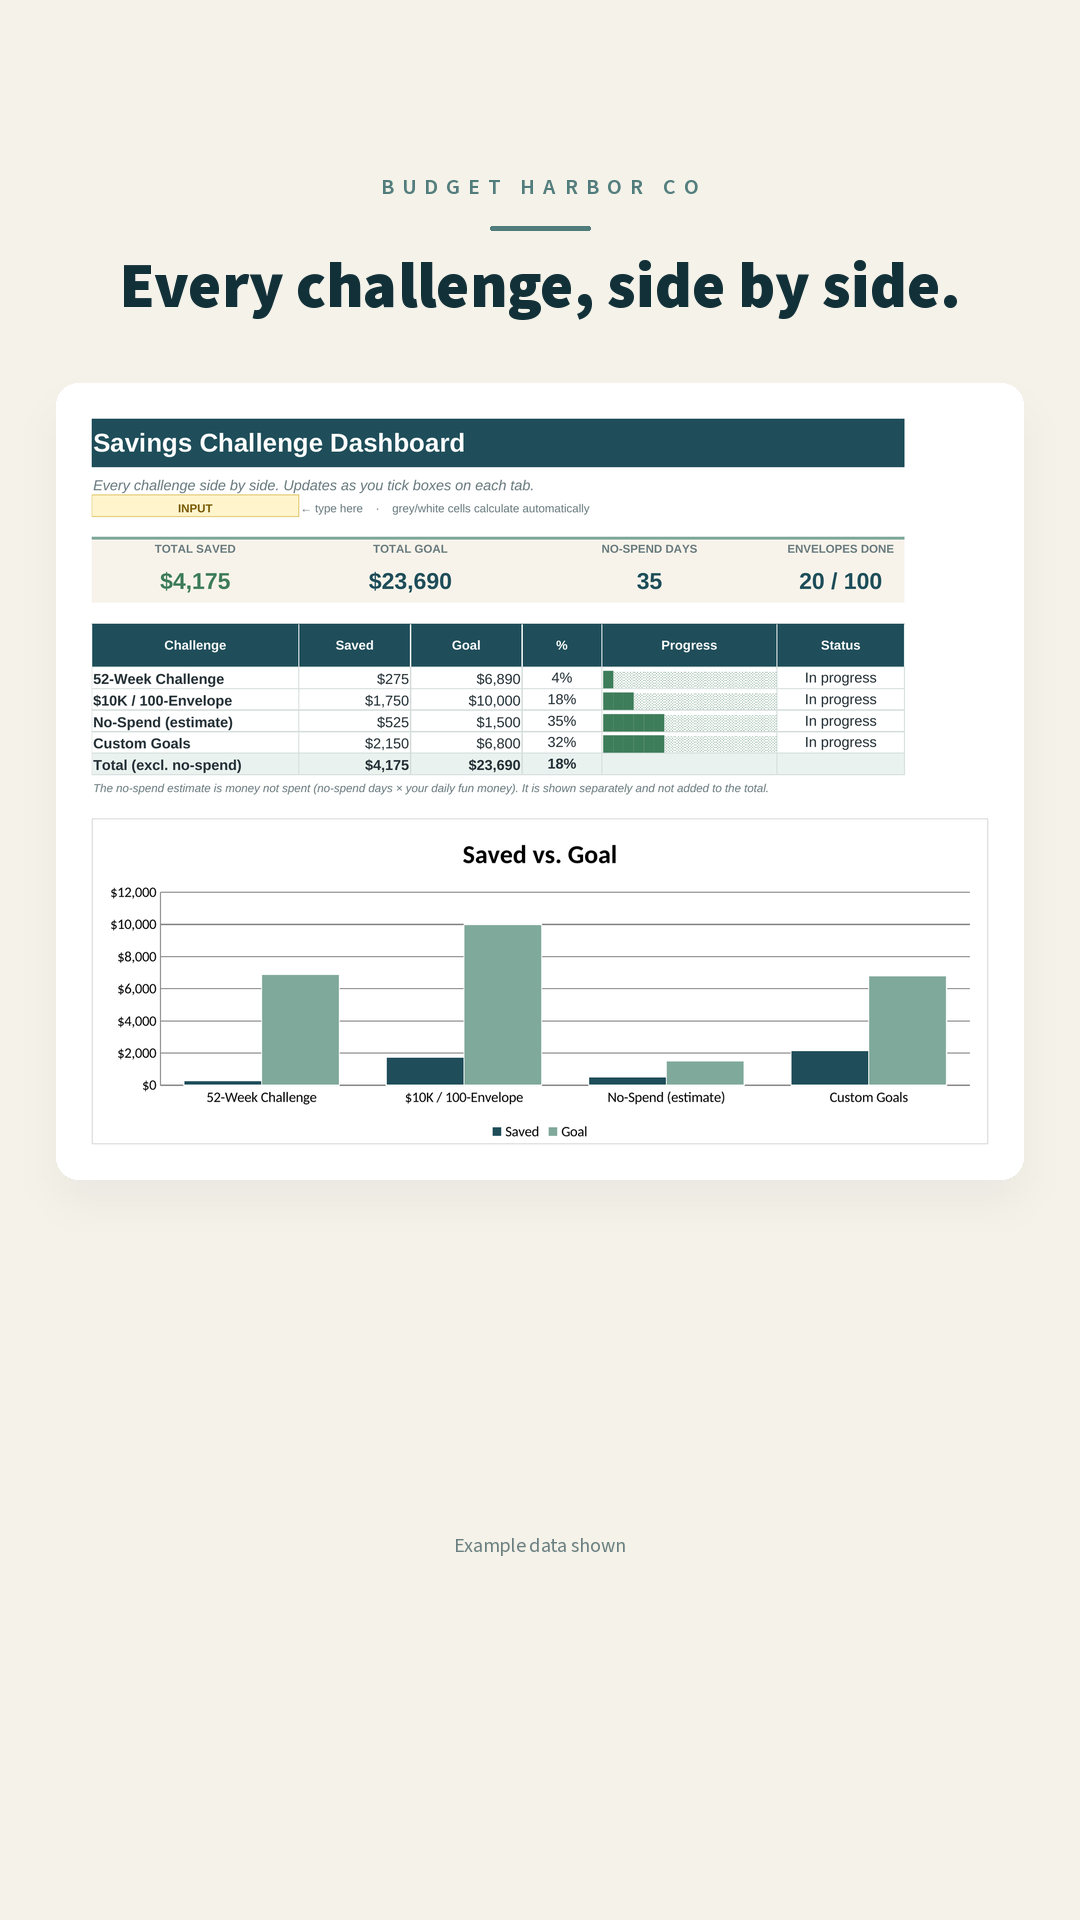 BUDGET HARBOR CO
Every challenge, side by side.
Savings Challenge Dashboard
Every challenge side by side. Updates as you tick boxes on each tab.
INPUT ← type here · grey/white cells calculate automatically
TOTAL SAVED TOTAL GOAL NO-SPEND DAYS ENVELOPES DONE
$4,175 $23,690 35 20 / 100
Challenge Saved Goal % Progress Status
52-Week Challenge $275 $6,890 4% In progress
$10K / 100-Envelope $1,750 $10,000 18% In progress
No-Spend (estimate) $525 $1,500 35% In progress
Custom Goals $2,150 $6,800 32% In progress
Total (excl. no-spend) $4,175 $23,690 18%
The no-spend estimate is money not spent (no-spend days × your daily fun money). It is shown separately and not added to the total.
Saved vs. Goal
$12,000
$10,000
$8,000
$6,000
$4,000
$2,000
$0
52-Week Challenge $10K / 100-Envelope No-Spend (estimate) Custom Goals
Saved Goal
Example data shown